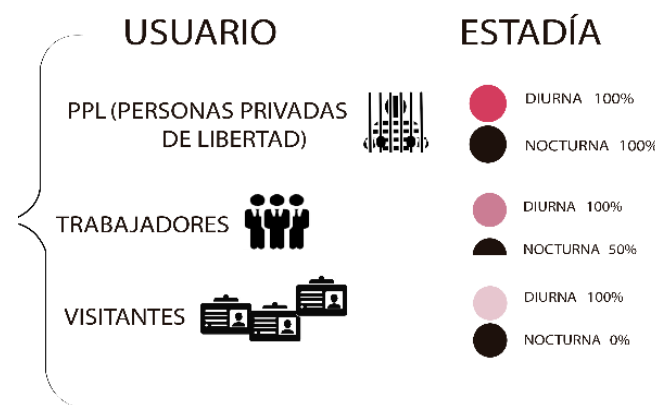 USUARIO ESTADÍA
PPL (PERSONAS PRIVADAS
DE LIBERTAD)
DIURNA 100%
NOCTURNA 100%
TRABAJADORES
DIURNA 100%
NOCTURNA 50%
VISITANTES
DIURNA 100%
NOCTURNA 0%